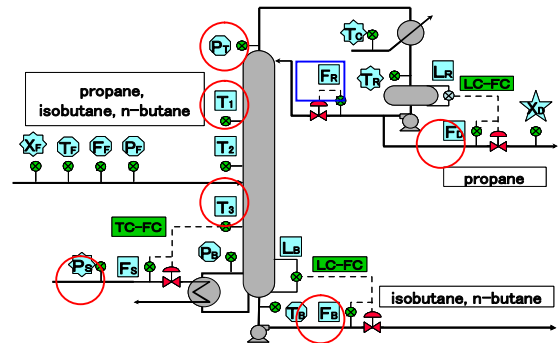 PT
TC
FR
TR
LR
LC-FC
propane,
isobutane, n-butane
T1
XF
TF
FF
PF
T2
FD
XD
propane
T3
TC-FC
PS
FS
PB
LB
LC-FC
TB
FB
isobutane, n-butane